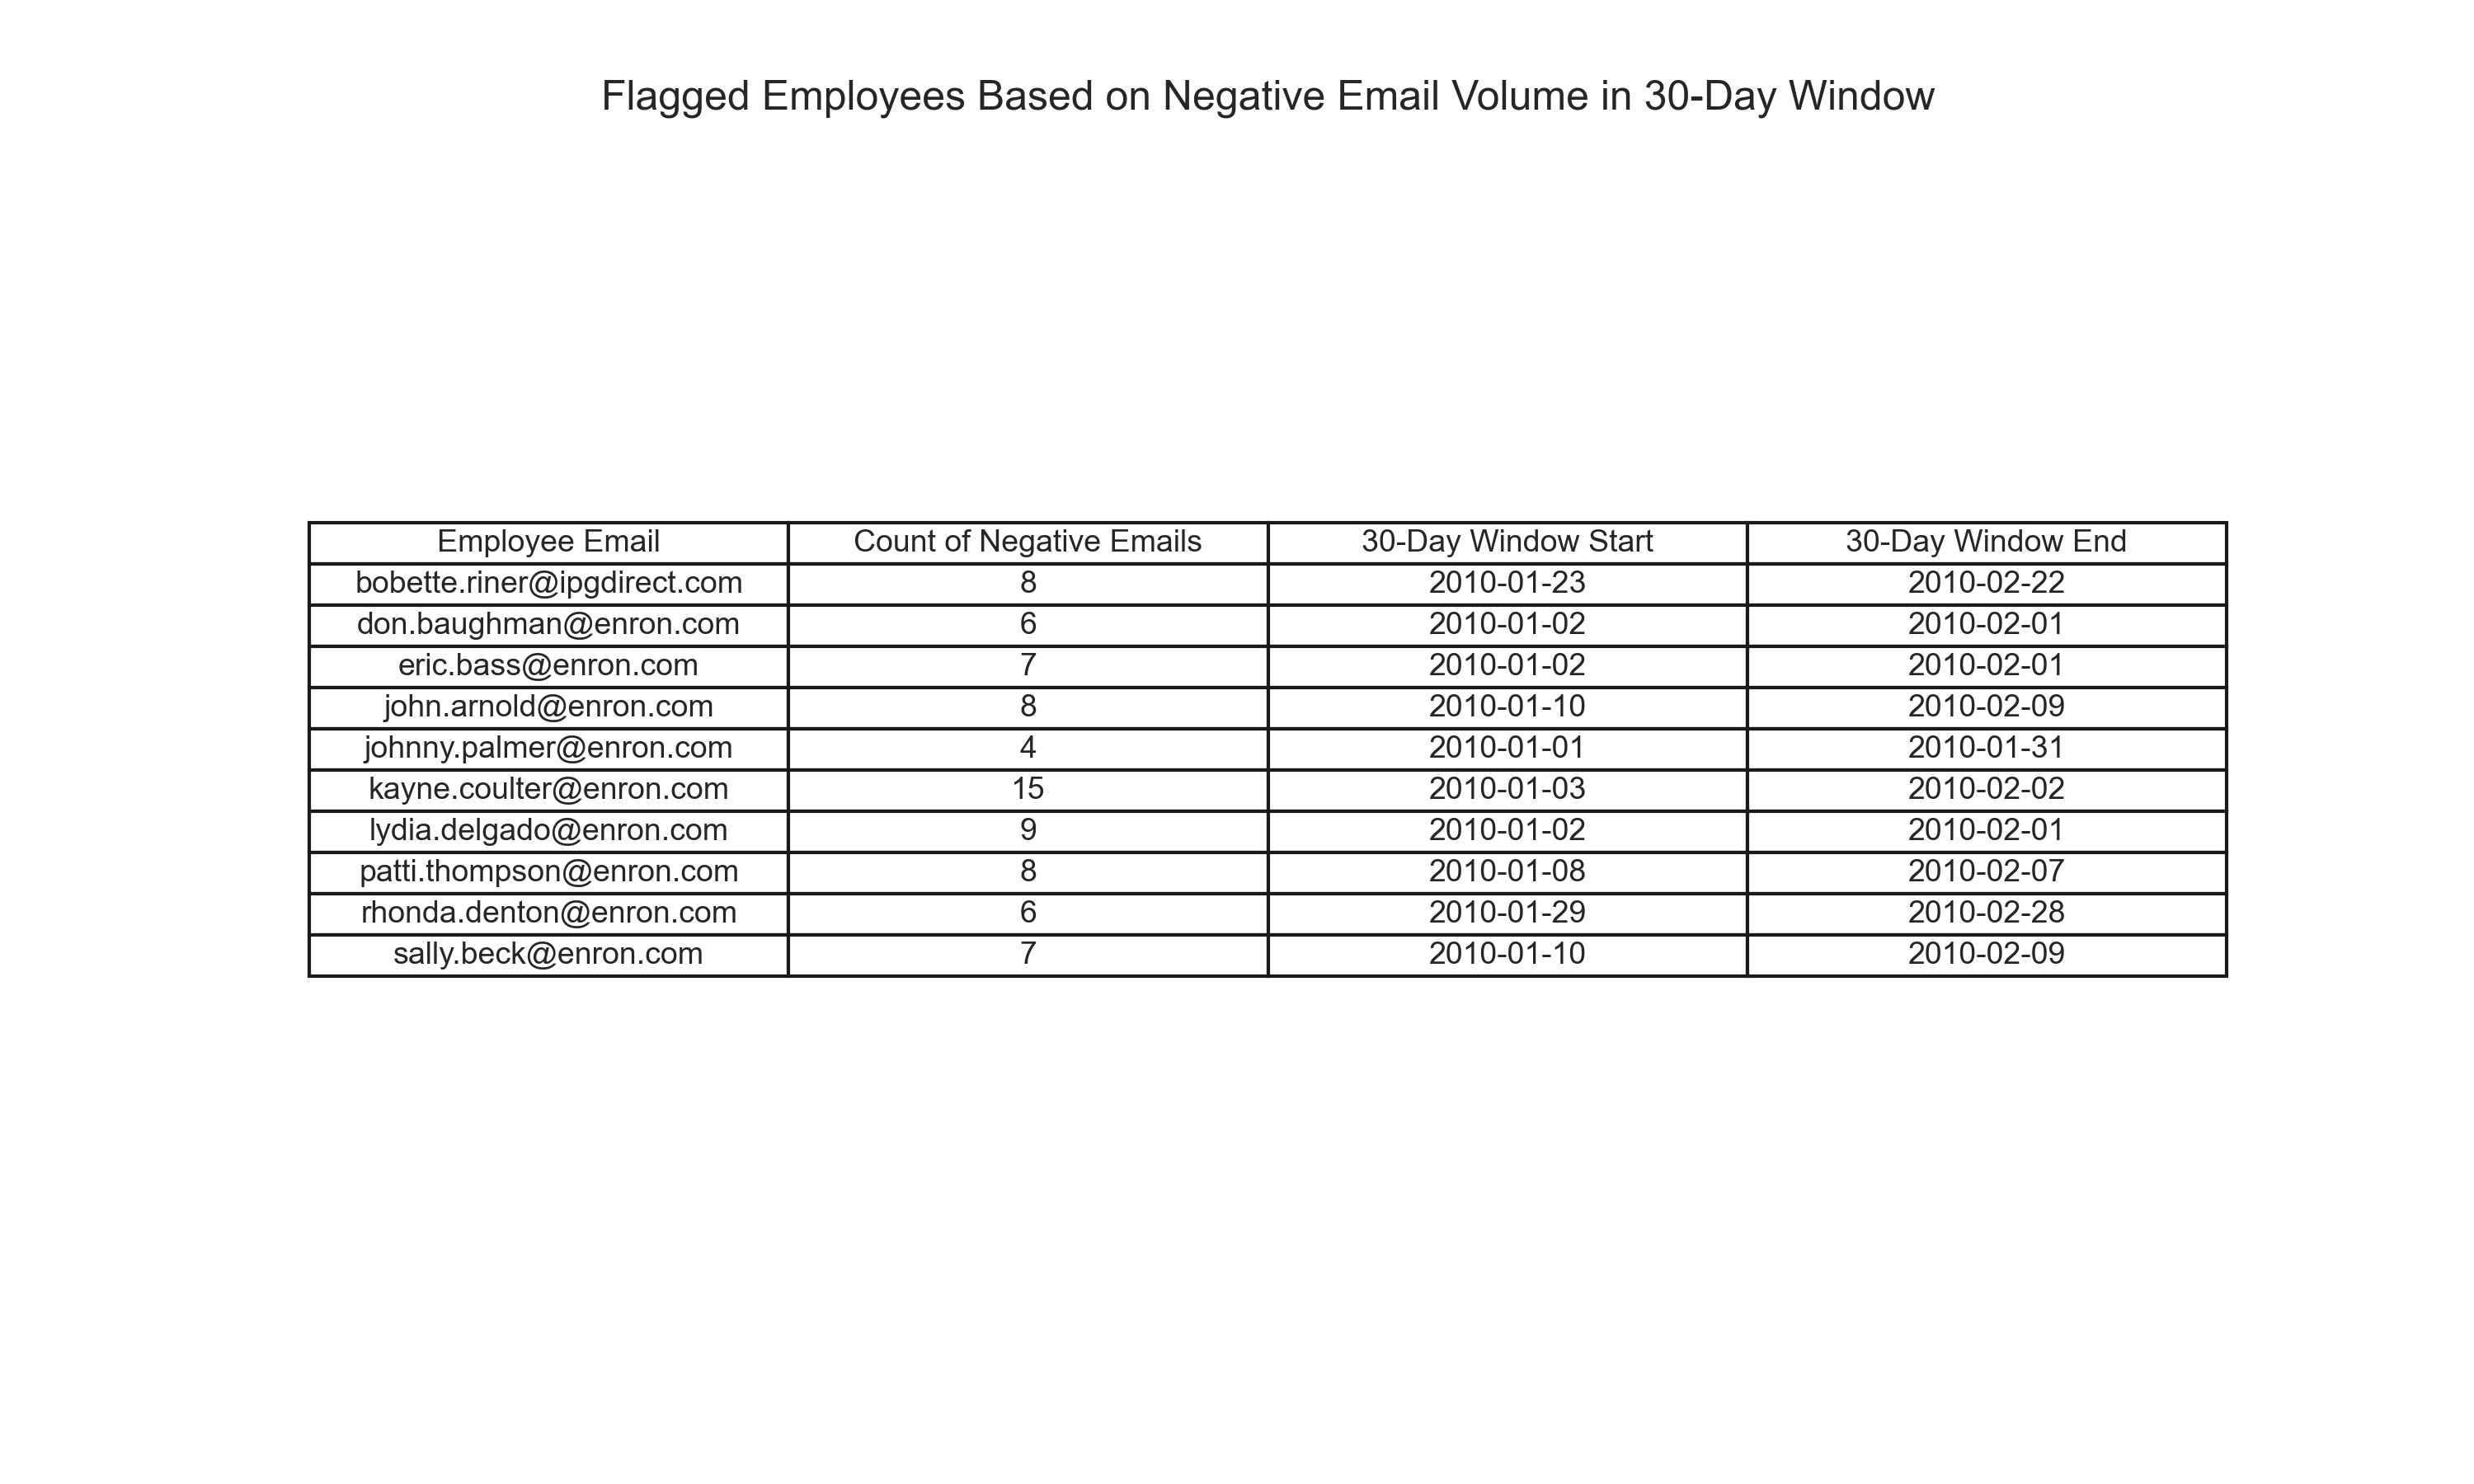 Flagged Employees Based on Negative Email Volume in 30-Day Window
Employee Email Count of Negative Emails 30-Day Window Start 30-Day Window End
bobette.riner@ipgdirect.com 8 2010-01-23 2010-02-22
don.baughman@enron.com 6 2010-01-02 2010-02-01
eric.bass@enron.com 7 2010-01-02 2010-02-01
john.arnold@enron.com 8 2010-01-10 2010-02-09
johnny.palmer@enron.com 4 2010-01-01 2010-01-31
kayne.coulter@enron.com 15 2010-01-03 2010-02-02
lydia.delgado@enron.com 9 2010-01-02 2010-02-01
patti.thompson@enron.com 8 2010-01-08 2010-02-07
rhonda.denton@enron.com 6 2010-01-29 2010-02-28
sally.beck@enron.com 7 2010-01-10 2010-02-09